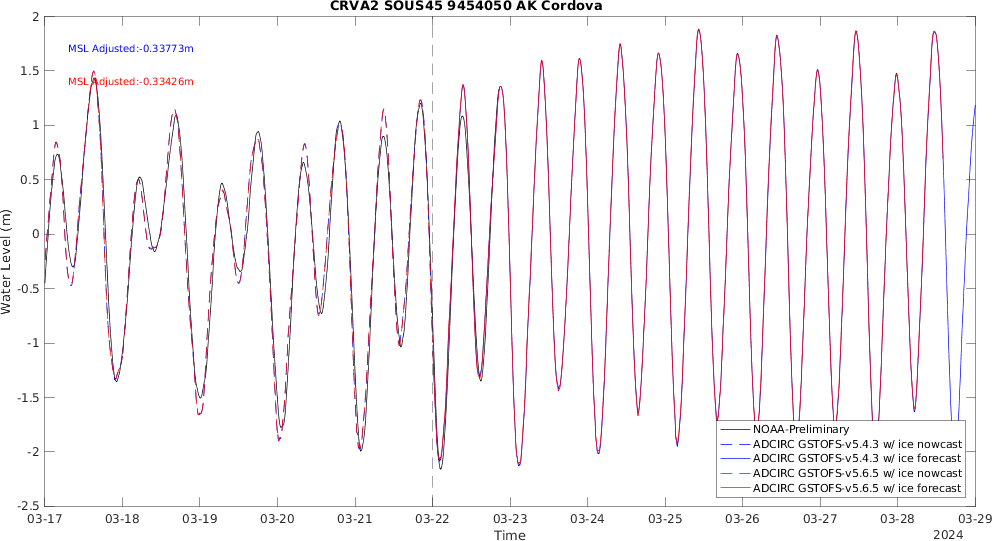 CRVA2 SOUS45 9454050 AK Cordova
MSL Adjusted:-0.33773m
MSL Adjusted:-0.33426m
Water Level (m)
2
1.5
1
0.5
0
-0.5
-1
-1.5
-2
-2.5
NOAA-Preliminary
ADCIRC GSTOFS-v5.4.3 w/ ice nowcast
ADCIRC GSTOFS-v5.4.3 w/ ice forecast
ADCIRC GSTOFS-v5.6.5 w/ ice nowcast
ADCIRC GSTOFS-v5.6.5 w/ ice forecast
03-17 03-18 03-19 03-20 03-21 03-22 03-23 03-24 03-25 03-26 03-27 03-28 03-29
Time
2024